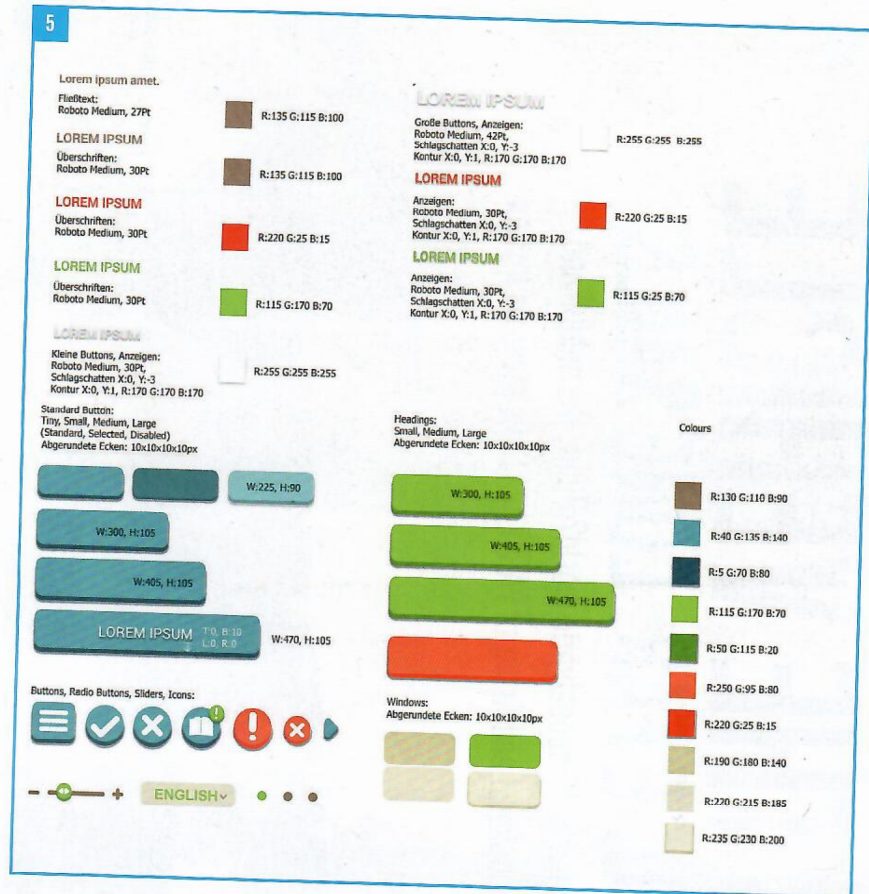 5
Lorem ipsum amet.
Fließtext:
Roboto Medium, 27Pt
R:135 G:115 B:100
LOREM IPSUM
Überschriften:
Roboto Medium, 30Pt
R:135 G:115 B:100
LOREM IPSUM
Überschriften:
Roboto Medium, 30Pt
R:220 G:25 B:15
LOREM IPSUM
Überschriften:
Roboto Medium, 30Pt
R:115 G:170 B:70
LOREM IPSUM
Kleine Buttons, Anzeigen:
Roboto Medium, 30Pt,
Schlagschatten X:0, Y:-3
Kontur X:0, Y:1, R:170 G:170 B:170
R:255 G:255 B:255
LOREM IPSUM
Große Buttons, Anzeigen:
Roboto Medium, 42Pt,
Schlagschatten X:0, Y:-3
Kontur X:0, Y:1, R:170 G:170 B:170
R:255 G:255 B:255
LOREM IPSUM
Anzeigen:
Roboto Medium, 30Pt,
Schlagschatten X:0, Y:-3
Kontur X:0, Y:1, R:170 G:170 B:170
R:220 G:25 B:15
LOREM IPSUM
Anzeigen:
Roboto Medium, 30Pt,
Schlagschatten X:0, Y:-3
Kontur X:0, Y:1, R:170 G:170 B:170
R:115 G:25 B:70
Standard Button:
Tiny, Small, Medium, Large
(Standard, Selected, Disabled)
Abgerundete Ecken: 10x10x10x10px
W:225, H:90
W:300, H:105
W:405, H:105
LOREM IPSUM
T:0, B:10
L:0, R:0
W:470, H:105
Buttons, Radio Buttons, Sliders, Icons:
ENGLISH
Headings:
Small, Medium, Large
Abgerundete Ecken: 10x10x10x10px
W:300, H:105
W:405, H:105
W:470, H:105
Windows:
Abgerundete Ecken: 10x10x10x10px
Colours
R:130 G:110 B:90
R:40 G:135 B:140
R:5 G:70 B:80
R:115 G:170 B:70
R:50 G:115 B:20
R:250 G:95 B:80
R:220 G:25 B:15
R:190 G:180 B:140
R:220 G:215 B:185
R:235 G:230 B:200